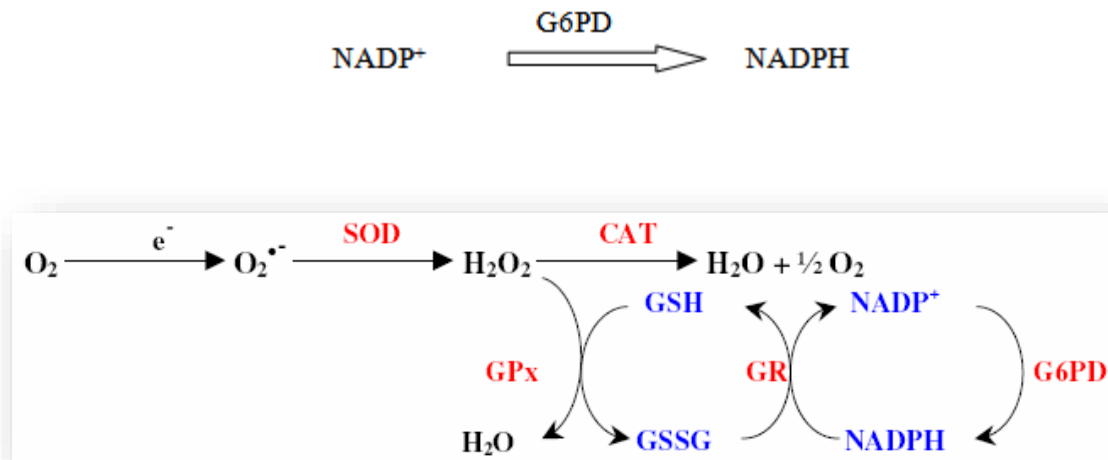 G6PD
NADP⁺ NADPH
e⁻ SOD CAT
O₂ O₂•⁻ H₂O₂ H₂O + ½ O₂
GSH NADP⁺
GPx GR G6PD
H₂O GSSG NADPH